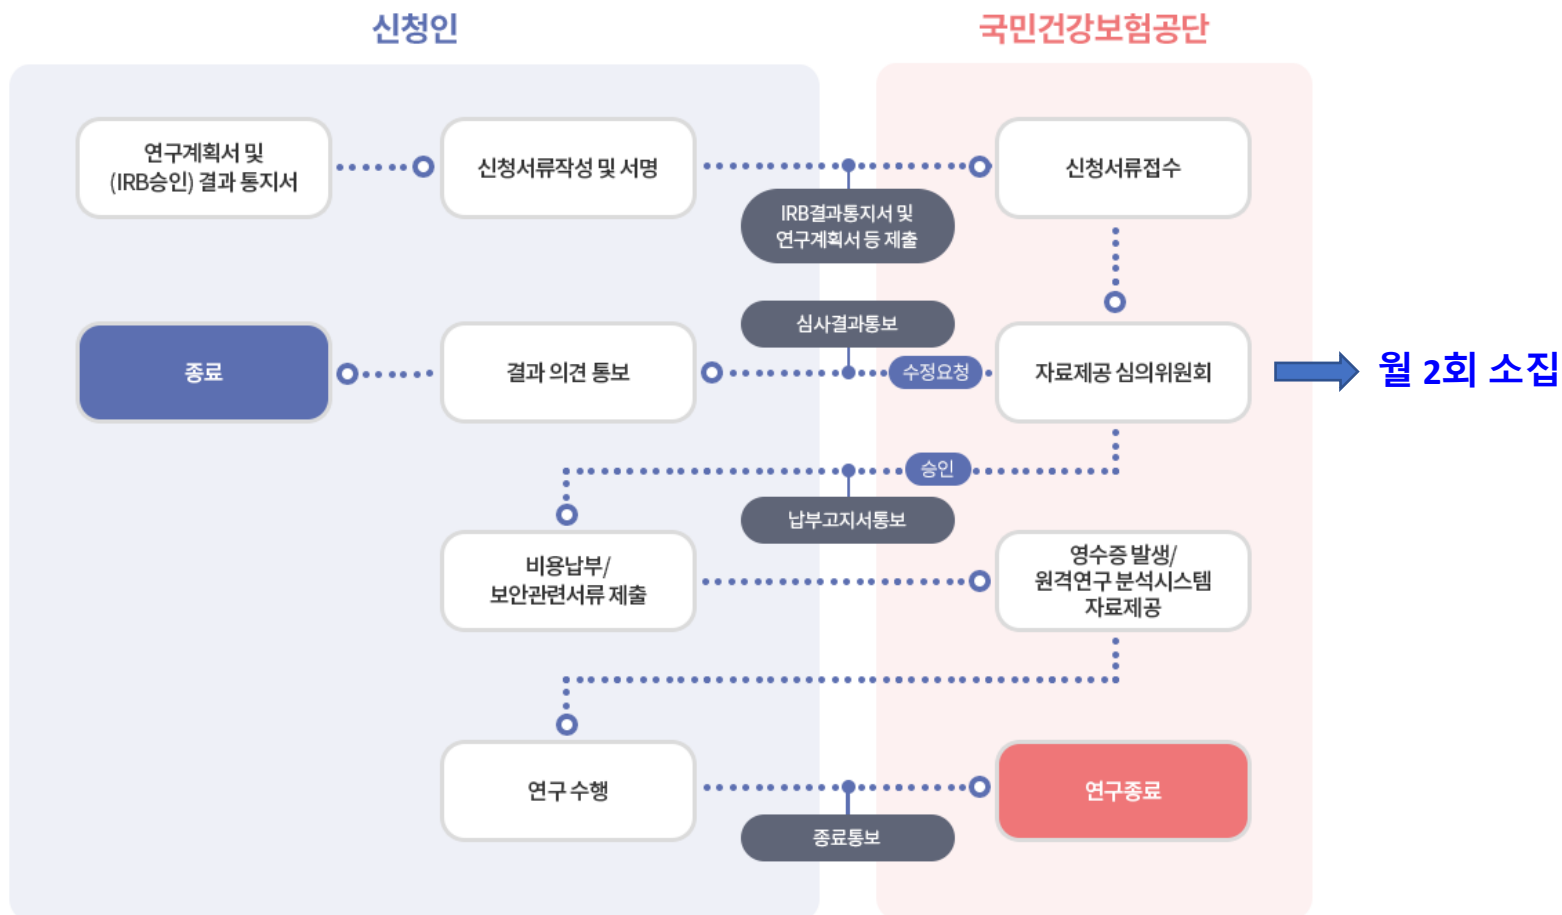 신청인
국민건강보험공단
연구계획서 및
(IRB승인) 결과 통지서
신청서류작성 및 서명
IRB결과통지서 및
연구계획서 등 제출
신청서류접수
종료
결과 의견 통보
심사결과통보
수정요청
자료제공 심의위원회
월 2회 소집
승인
납부고지서통보
비용납부/
보안관련서류 제출
영수증 발생/
원격연구 분석시스템
자료제공
연구 수행
종료통보
연구종료